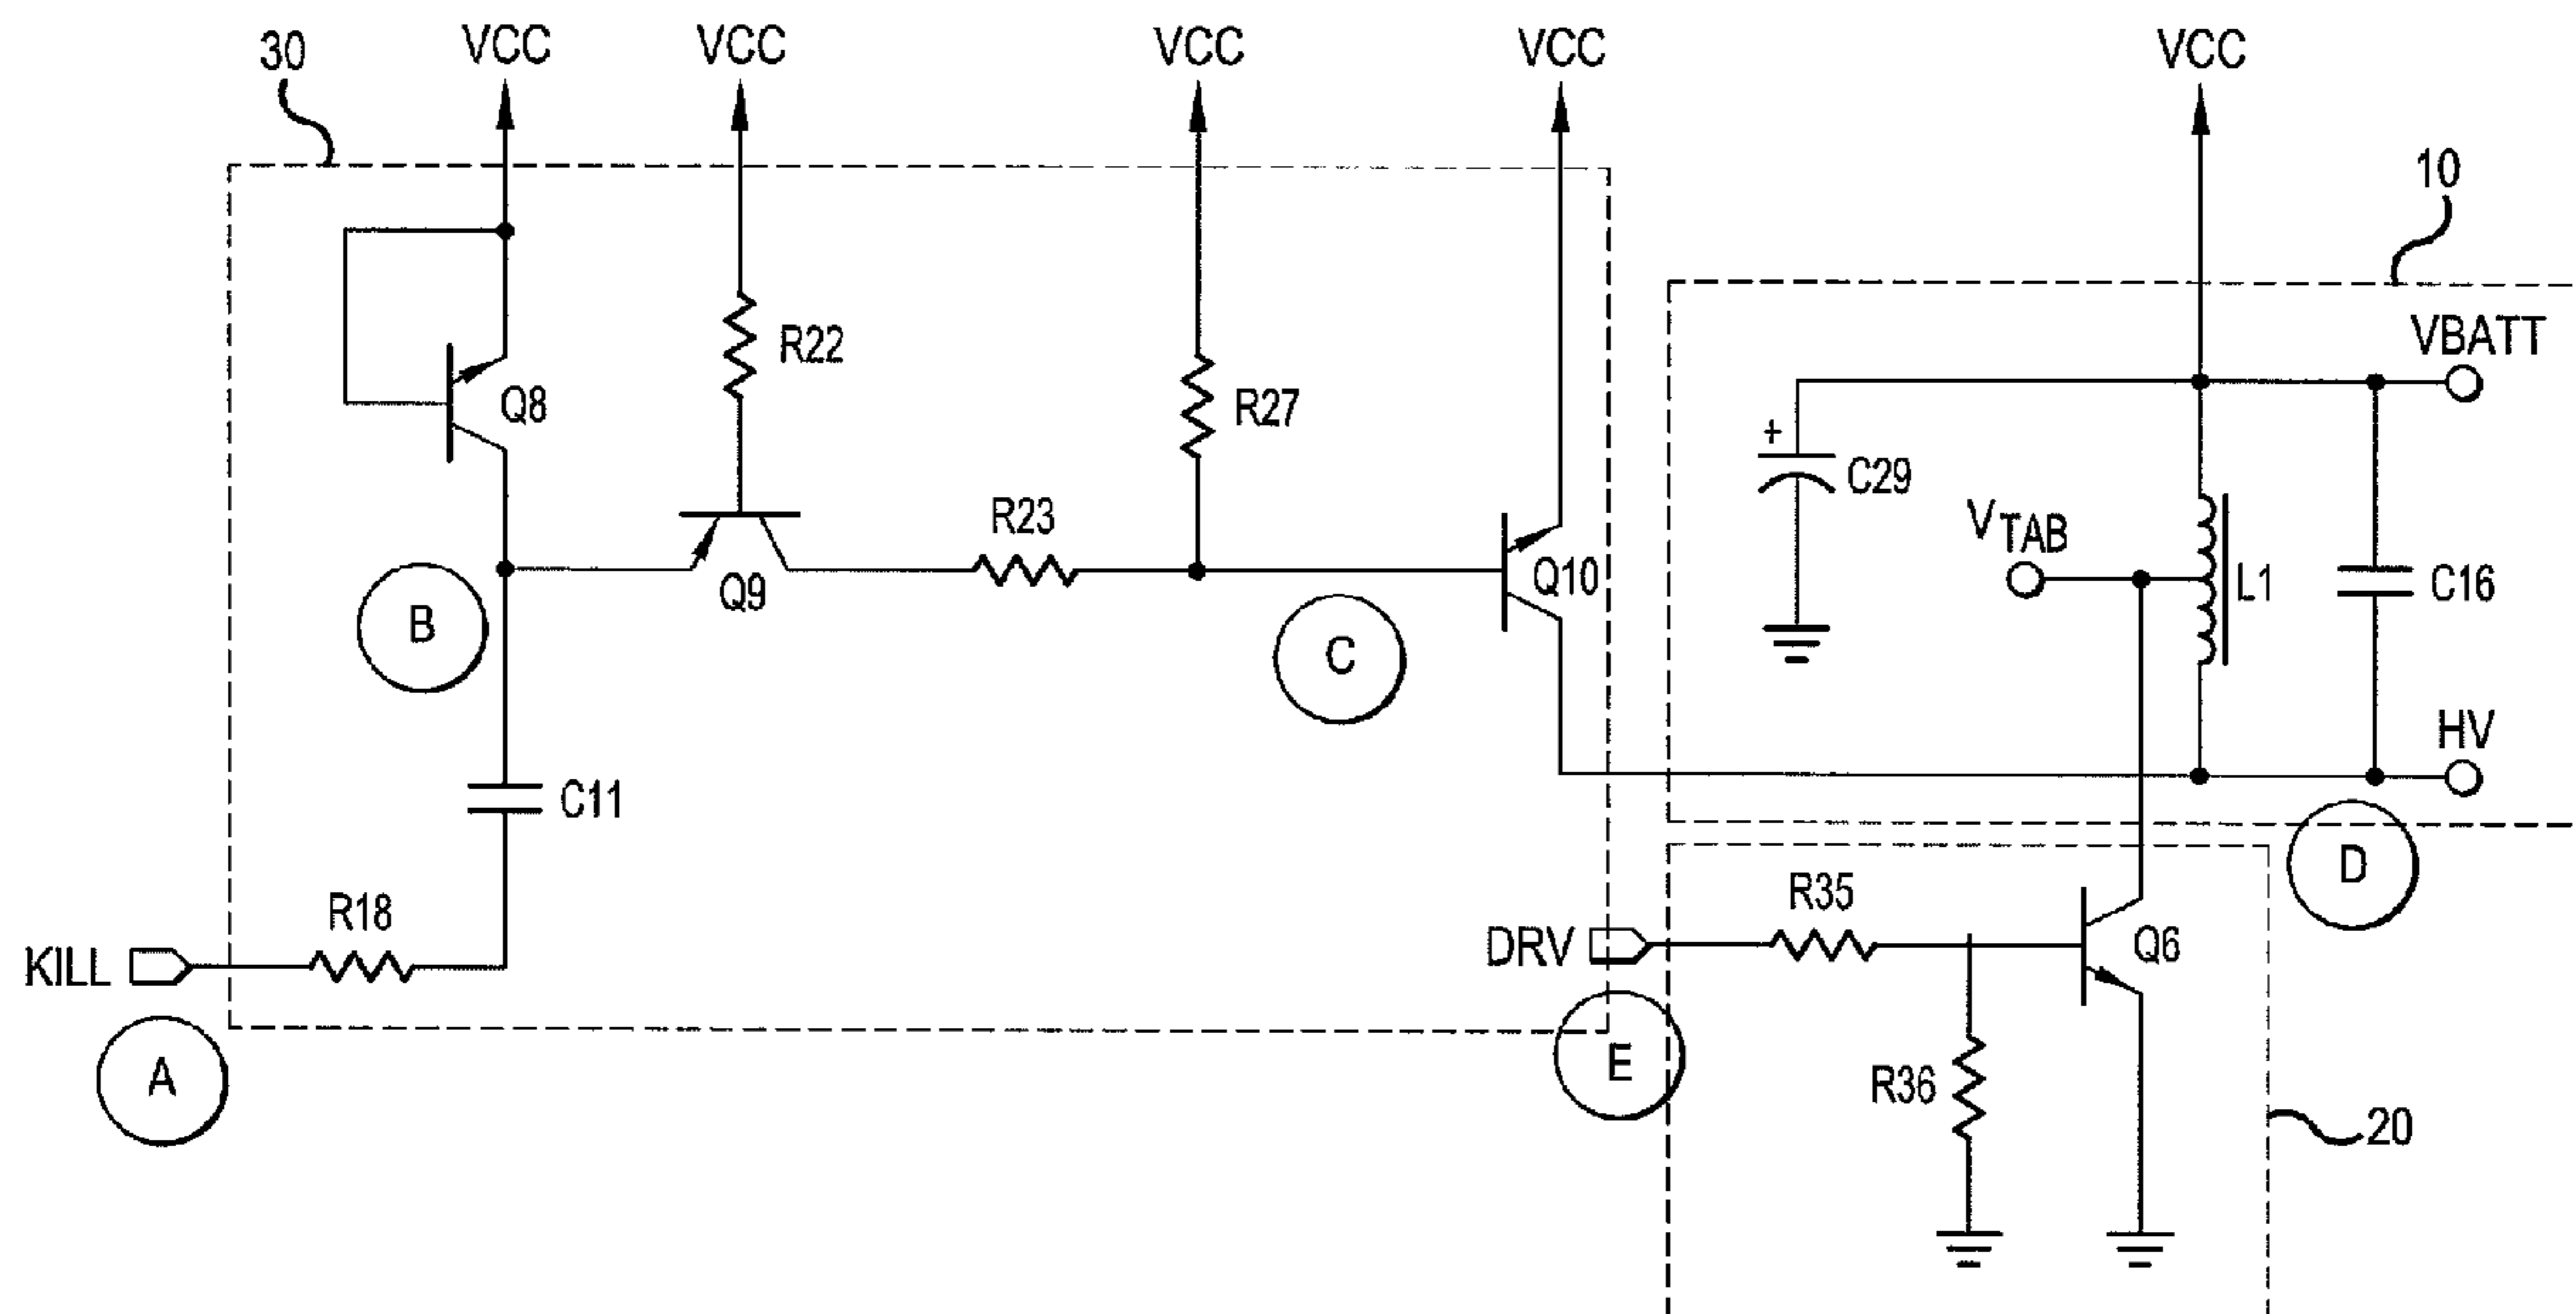 30
VCC
VCC
VCC
VCC
VCC
10
VBATT
R22
Q8
R27
+
C29
R23
VTAB
Q9
Q10
L1
C16
B
C
HV
C11
D
R18
R35
KILL
DRV
Q6
A
E
R36
20